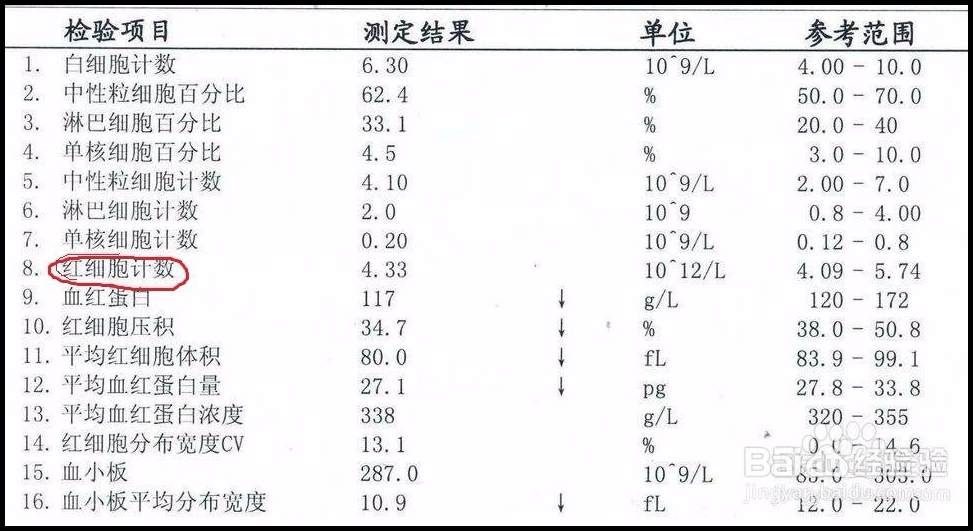 检验项目 测定结果 单位 参考范围
1. 白细胞计数 6.30 10^9/L 4.00 - 10.0
2. 中性粒细胞百分比 62.4 % 50.0 - 70.0
3. 淋巴细胞百分比 33.1 % 20.0 - 40
4. 单核细胞百分比 4.5 % 3.0 - 10.0
5. 中性粒细胞计数 4.10 10^9/L 2.00 - 7.0
6. 淋巴细胞计数 2.0 10^9 0.8 - 4.00
7. 单核细胞计数 0.20 10^9/L 0.12 - 0.8
8. 红细胞计数 4.33 10^12/L 4.09 - 5.74
9. 血红蛋白 117 ↓ g/L 120 - 172
10. 红细胞压积 34.7 ↓ % 38.0 - 50.8
11. 平均红细胞体积 80.0 ↓ fL 83.9 - 99.1
12. 平均血红蛋白量 27.1 ↓ pg 27.8 - 33.8
13. 平均血红蛋白浓度 338 g/L 320 - 355
14. 红细胞分布宽度CV 13.1 % 0.0 - 14.6
15. 血小板 287.0 10^9/L 85.0 - 303.0
16. 血小板平均分布宽度 10.9 ↓ fL 12.0 - 22.0
Baidu经验
jingyan.baidu.com